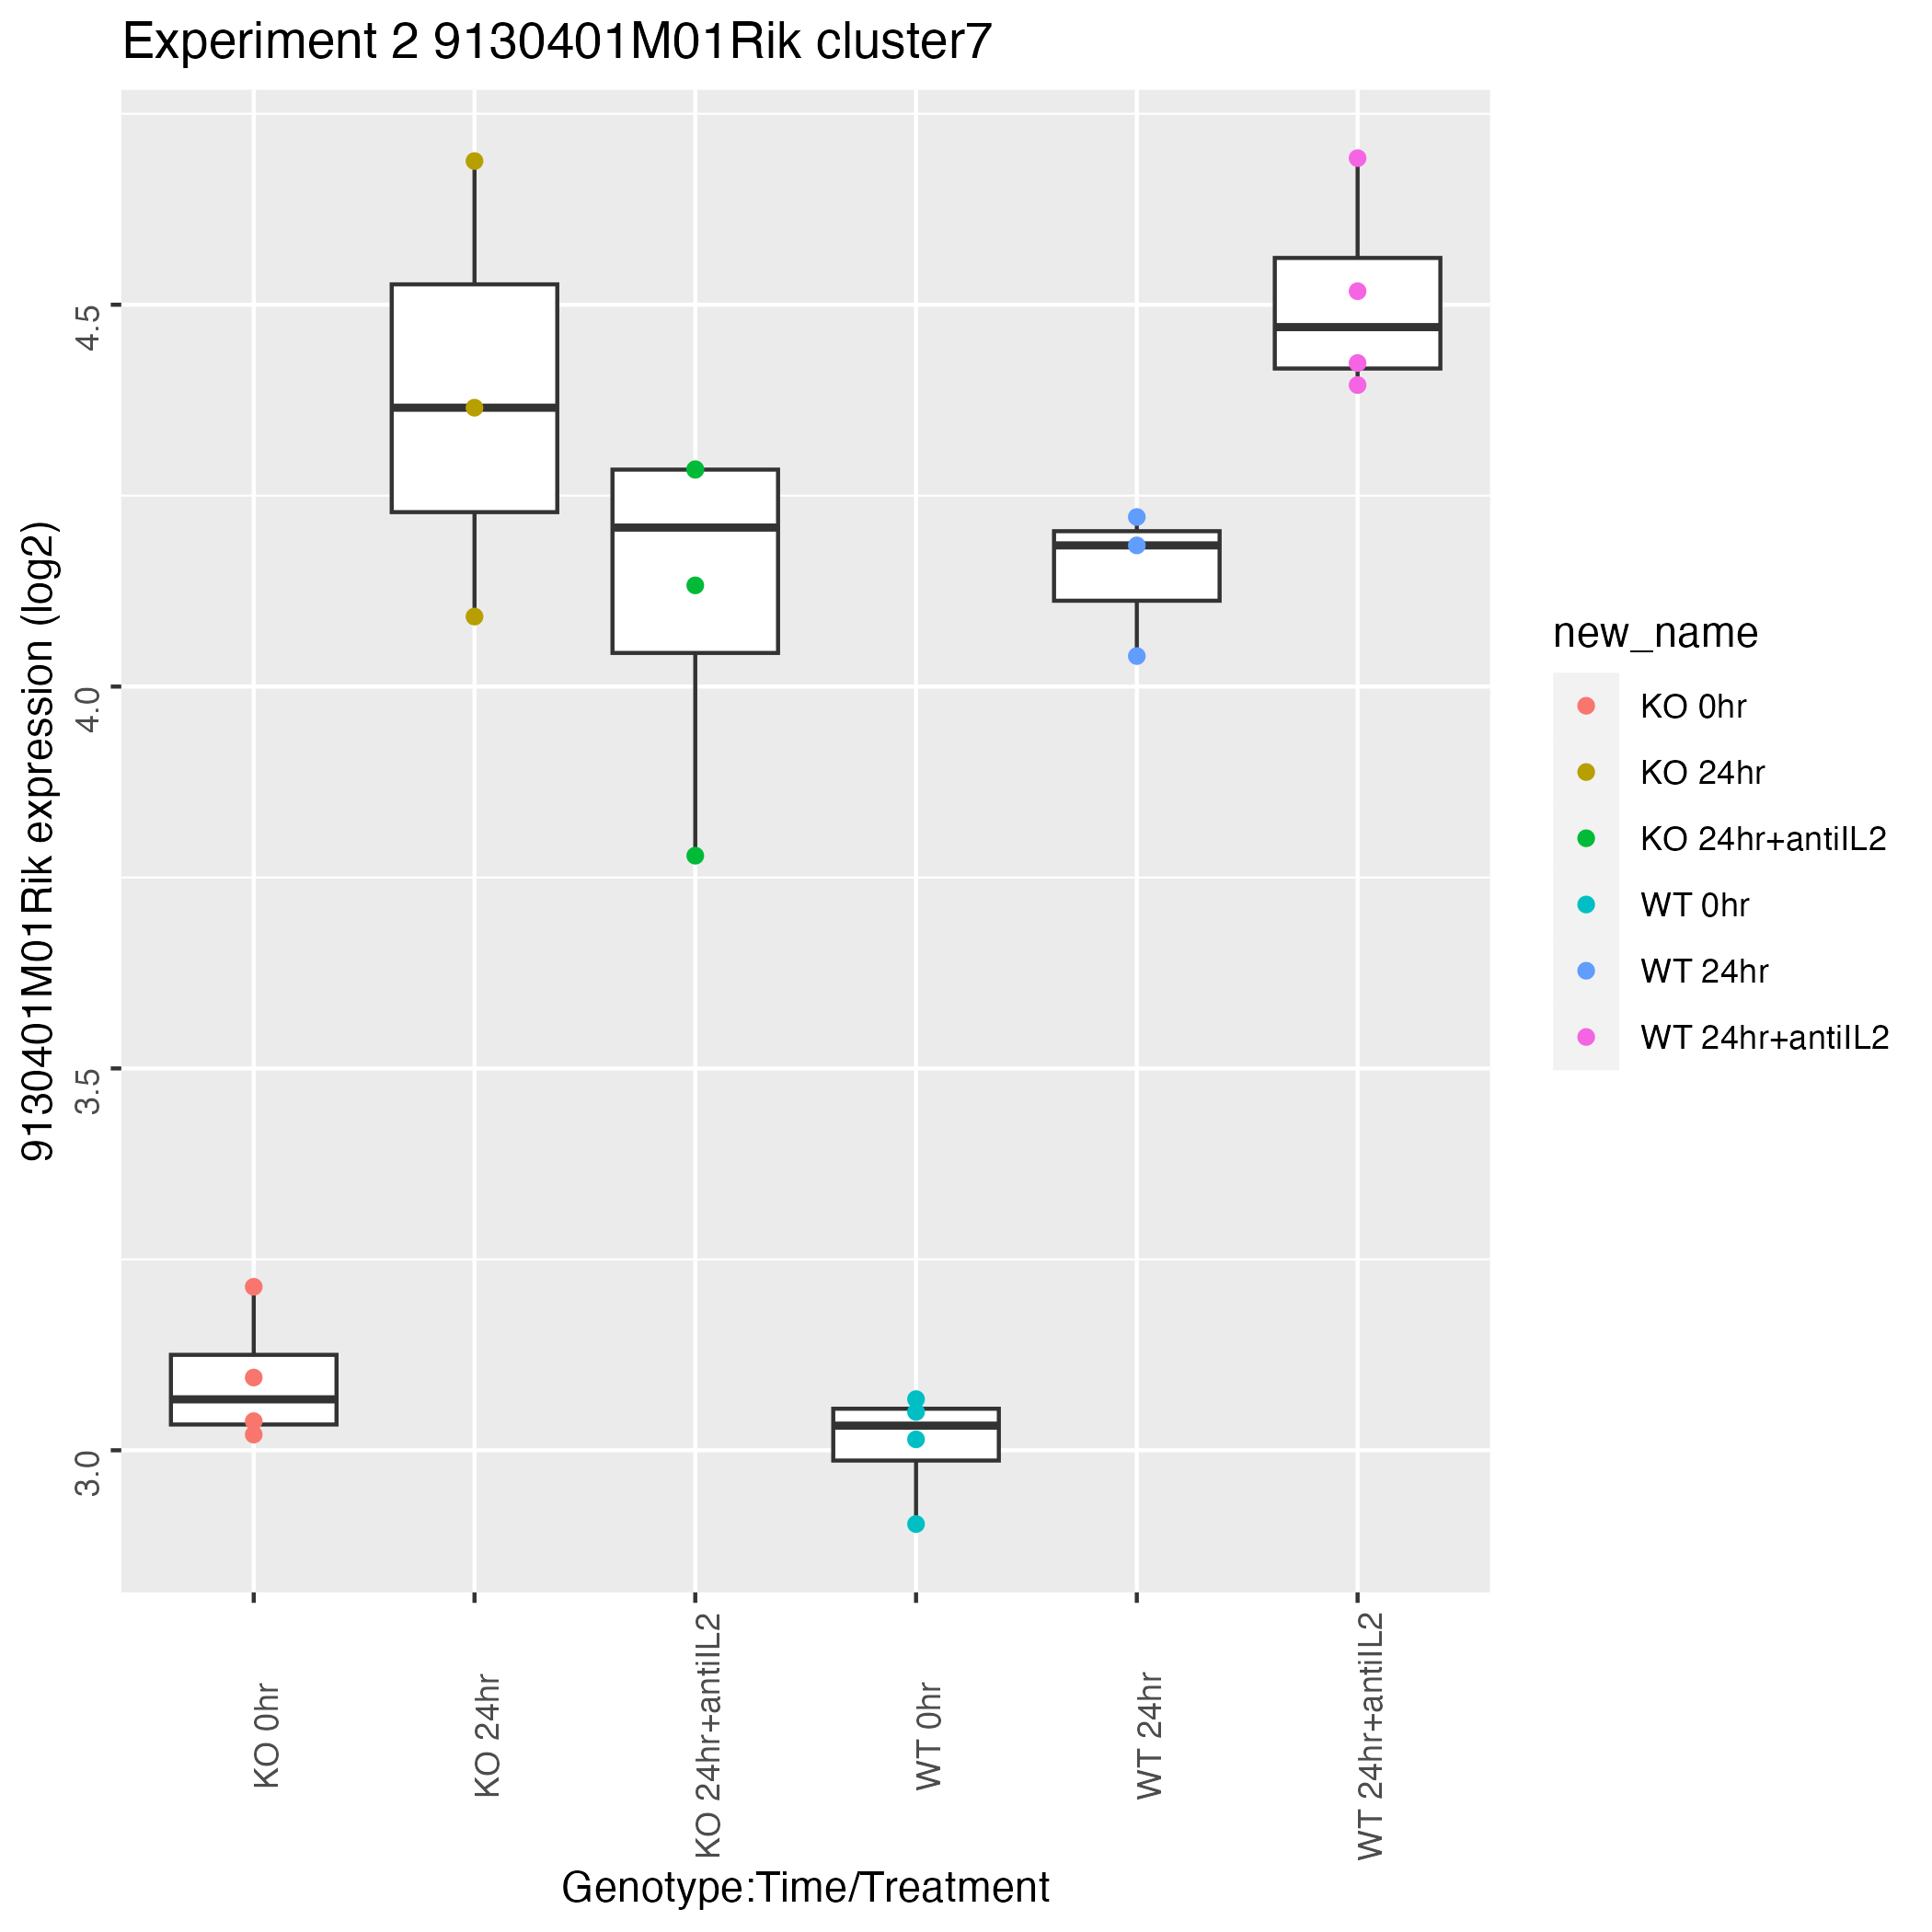 Experiment 2 9130401M01Rik cluster7
9130401M01Rik expression (log2)
4.5
4.0
3.5
3.0
KO 0hr
KO 24hr
KO 24hr+antiIL2
WT 0hr
WT 24hr
WT 24hr+antiIL2
Genotype:Time/Treatment
new_name
KO 0hr
KO 24hr
KO 24hr+antiIL2
WT 0hr
WT 24hr
WT 24hr+antiIL2